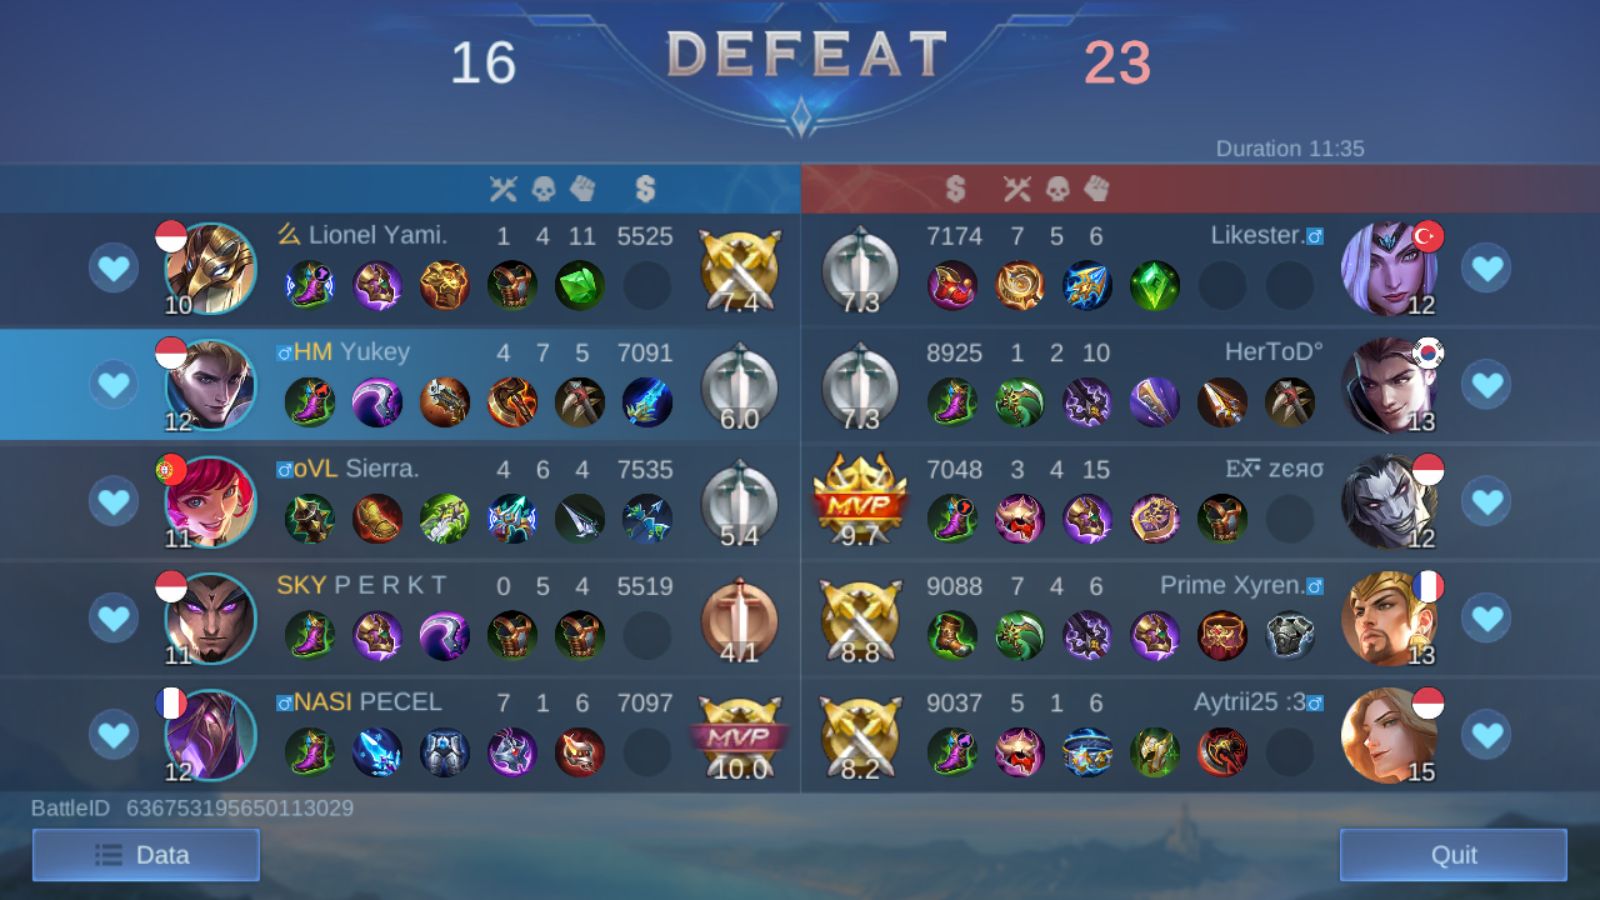 16 DEFEAT 23
Duration 11:35
Lionel Yami. 1 4 11 5525 7.4 10
7.3 7174 7 5 6 Likester. 12
HM Yukey 4 7 5 7091 6.0 12
7.3 8925 1 2 10 HerToD° 13
oVL Sierra. 4 6 4 7535 5.4 11
MVP 9.7 7048 3 4 15 Ex̅• zєяσ 12
SKY P E R K T 0 5 4 5519 4.1 11
8.8 9088 7 4 6 Prime Xyren. 13
NASI PECEL 7 1 6 7097 MVP 10.0 12
8.2 9037 5 1 6 Aytrii25 :3 15
BattleID 636753195650113029
Data
Quit